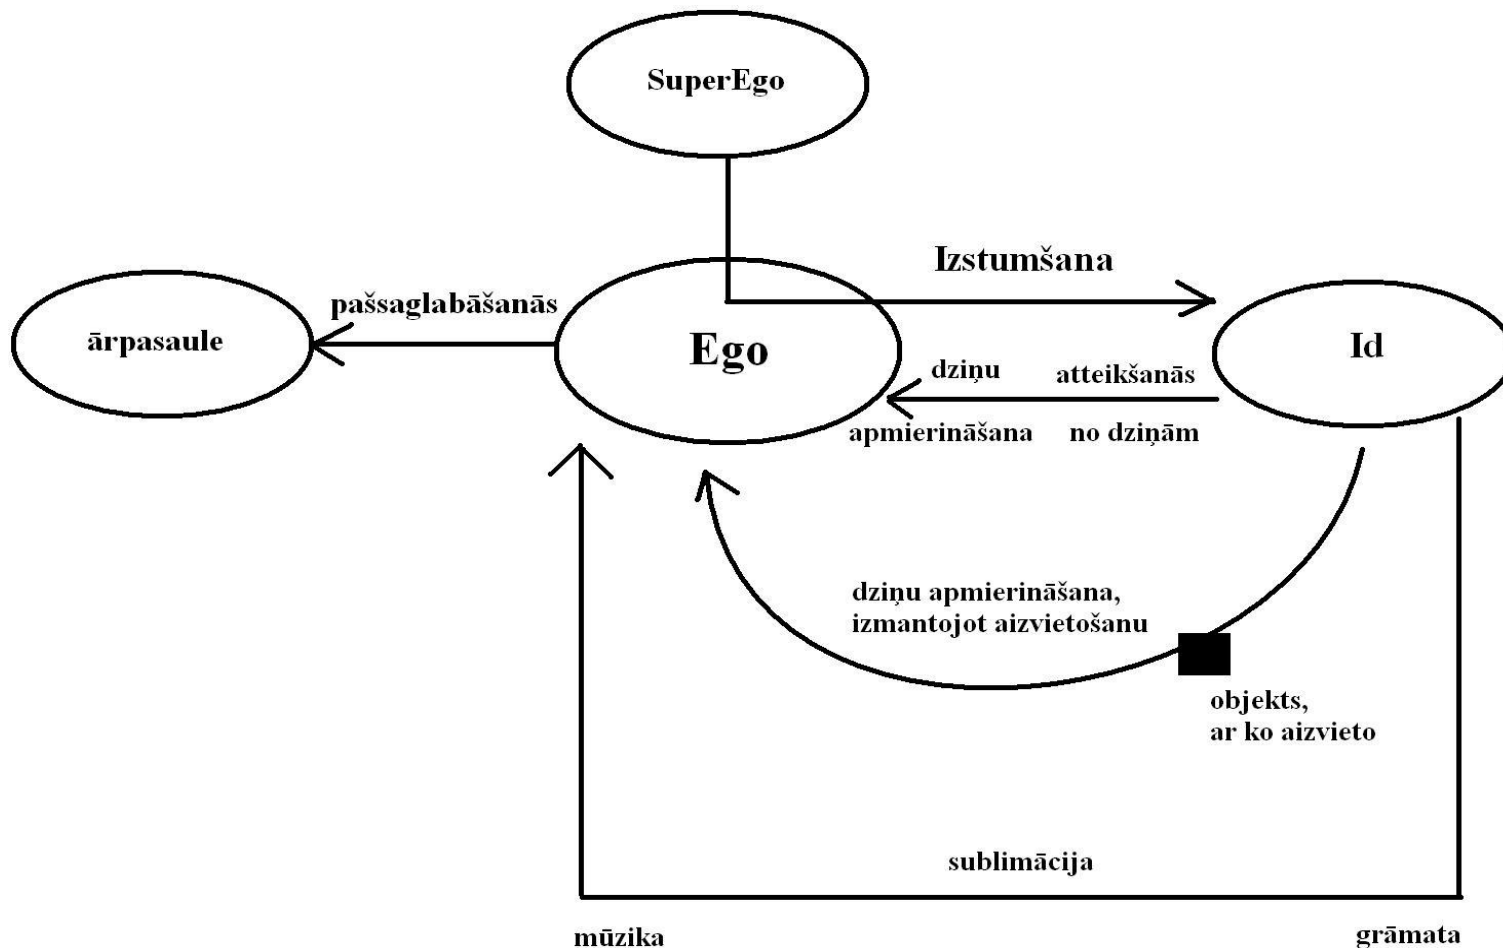 SuperEgo
Izstumšana
pašsaglabāšanās
ārpasaule
Ego
Id
dziņu atteikšanās
apmierināšana no dziņām
dziņu apmierināšana,
izmantojot aizvietošanu
objekts,
ar ko aizvieto
sublimācija
mūzika
grāmata